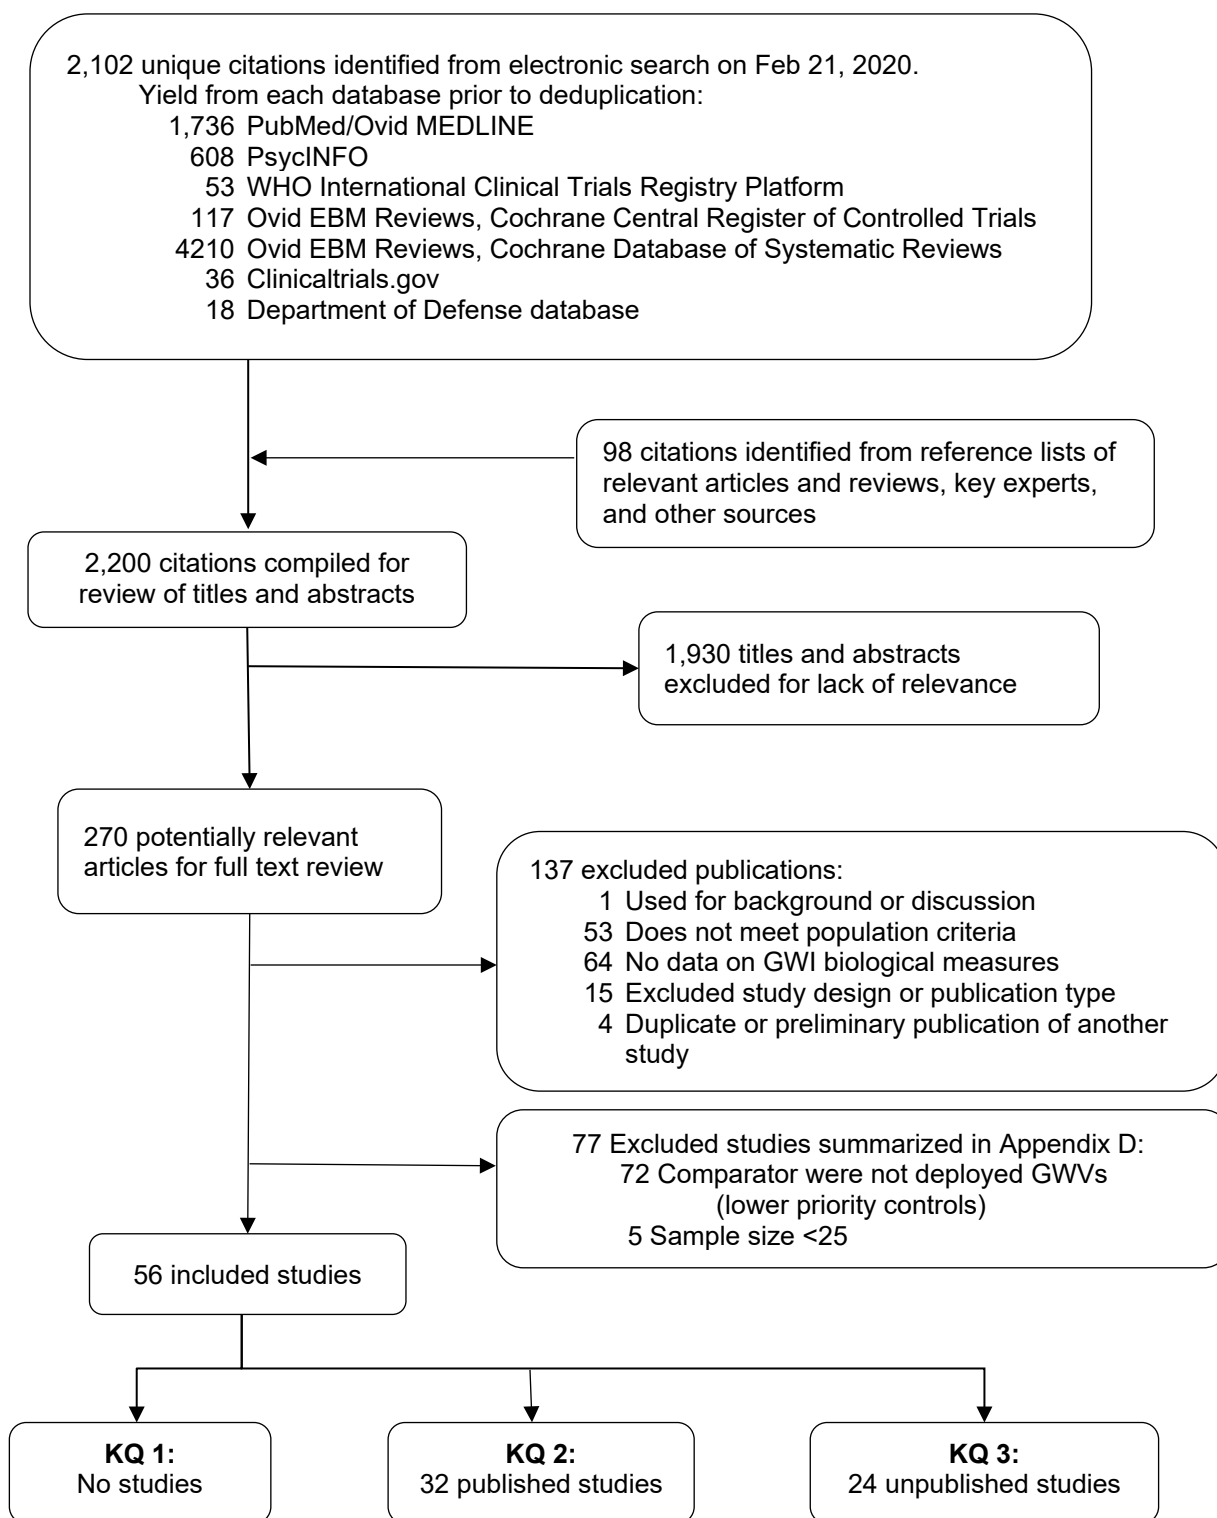 2,102 unique citations identified from electronic search on Feb 21, 2020.
Yield from each database prior to deduplication:
1,736 PubMed/Ovid MEDLINE
608 PsycINFO
53 WHO International Clinical Trials Registry Platform
117 Ovid EBM Reviews, Cochrane Central Register of Controlled Trials
4210 Ovid EBM Reviews, Cochrane Database of Systematic Reviews
36 Clinicaltrials.gov
18 Department of Defense database
98 citations identified from reference lists of
relevant articles and reviews, key experts,
and other sources
2,200 citations compiled for
review of titles and abstracts
1,930 titles and abstracts
excluded for lack of relevance
270 potentially relevant
articles for full text review
137 excluded publications:
1 Used for background or discussion
53 Does not meet population criteria
64 No data on GWI biological measures
15 Excluded study design or publication type
4 Duplicate or preliminary publication of another
study
77 Excluded studies summarized in Appendix D:
72 Comparator were not deployed GWVs
(lower priority controls)
5 Sample size <25
56 included studies
KQ 1:
No studies
KQ 2:
32 published studies
KQ 3:
24 unpublished studies